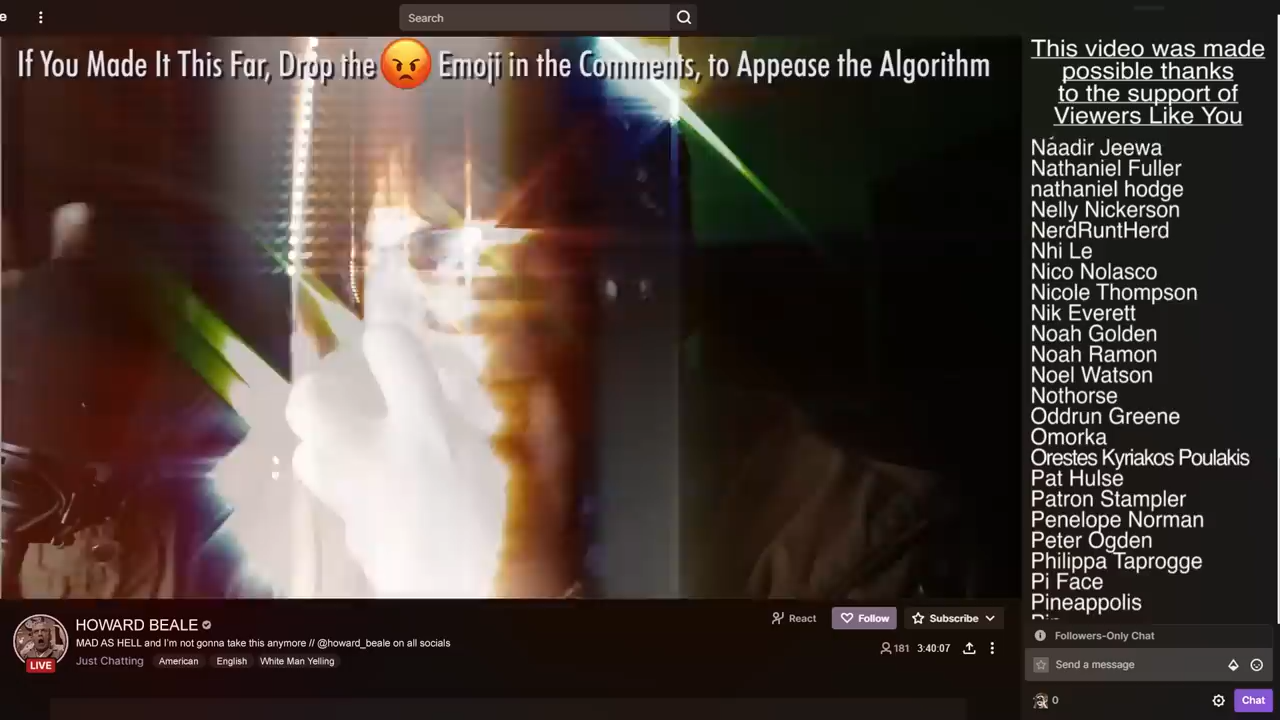 e
Search
If You Made It This Far, Drop the 😡 Emoji in the Comments, to Appease the Algorithm
This video was made
possible thanks
to the support of
Viewers Like You
Naadir Jeewa
Nathaniel Fuller
nathaniel hodge
Nelly Nickerson
NerdRuntHerd
Nhi Le
Nico Nolasco
Nicole Thompson
Nik Everett
Noah Golden
Noah Ramon
Noel Watson
Nothorse
Oddrun Greene
Omorka
Orestes Kyriakos Poulakis
Pat Hulse
Patron Stampler
Penelope Norman
Peter Ogden
Philippa Taprogge
Pi Face
Pineappolis
HOWARD BEALE
MAD AS HELL and I'm not gonna take this anymore // @howard_beale on all socials
Just Chatting American English White Man Yelling
LIVE
React Follow Subscribe
181 3:40:07
Followers-Only Chat
Send a message
0 Chat